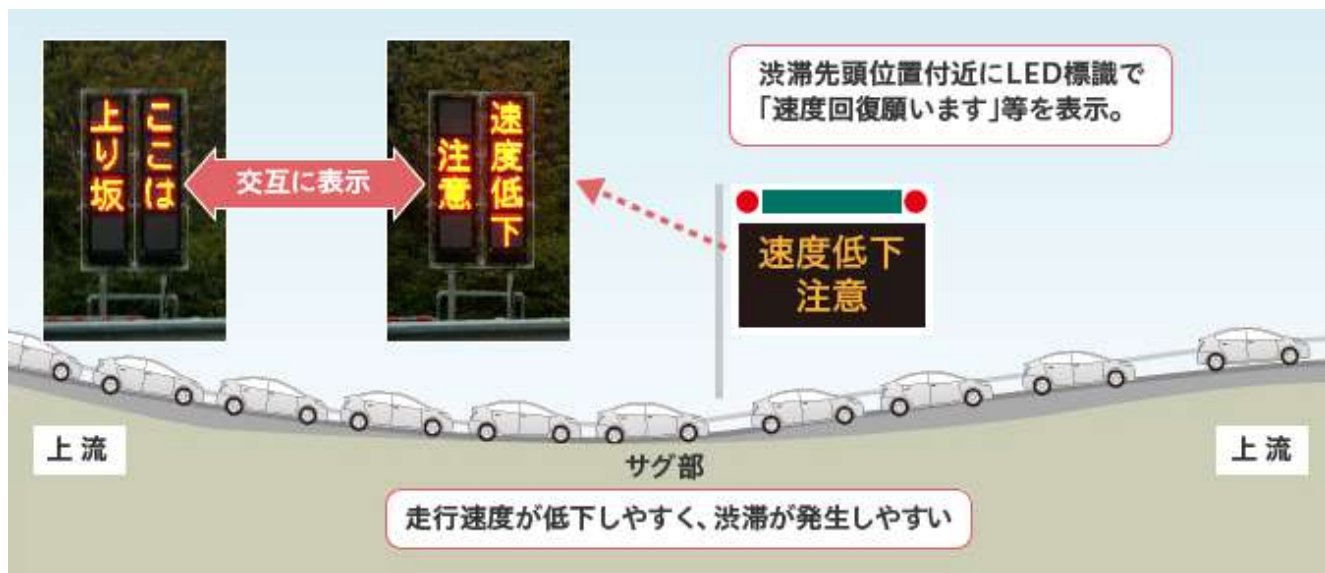 ここは
上り坂
交互に表示
速度低下
注意
渋滞先頭位置付近にLED標識で
「速度回復願います」等を表示。
速度低下
注意
上流
サグ部
上流
走行速度が低下しやすく、渋滞が発生しやすい